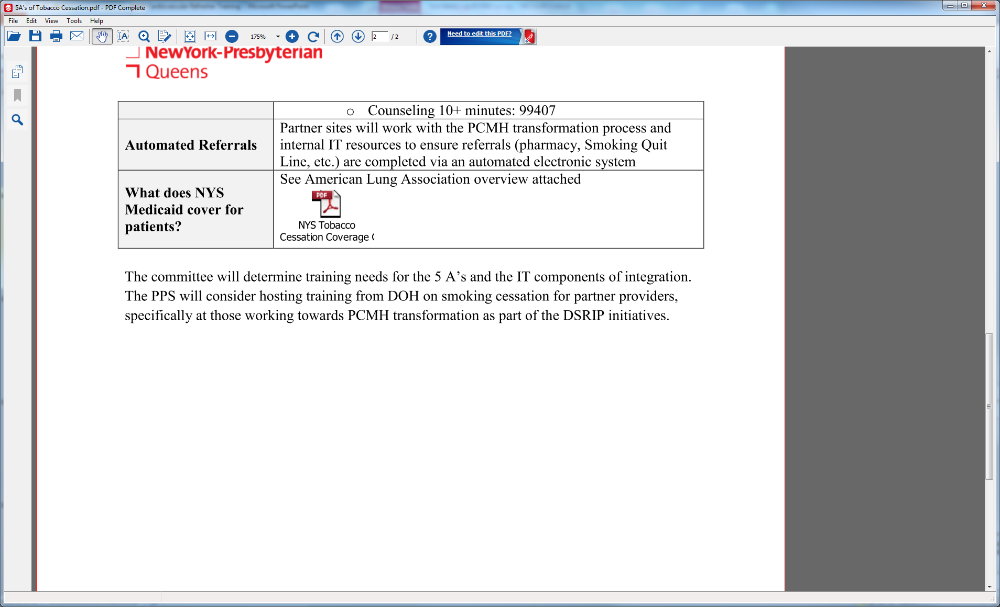 5A's of Tobacco Cessation.pdf - PDF Complete
File Edit View Tools Help
175% 2 / 2 ? Need to edit this PDF? PDF
NewYork-Presbyterian
Queens
o Counseling 10+ minutes: 99407
Automated Referrals
Partner sites will work with the PCMH transformation process and
internal IT resources to ensure referrals (pharmacy, Smoking Quit
Line, etc.) are completed via an automated electronic system
What does NYS
Medicaid cover for
patients?
See American Lung Association overview attached
PDF
NYS Tobacco
Cessation Coverage (
The committee will determine training needs for the 5 A’s and the IT components of integration.
The PPS will consider hosting training from DOH on smoking cessation for partner providers,
specifically at those working towards PCMH transformation as part of the DSRIP initiatives.